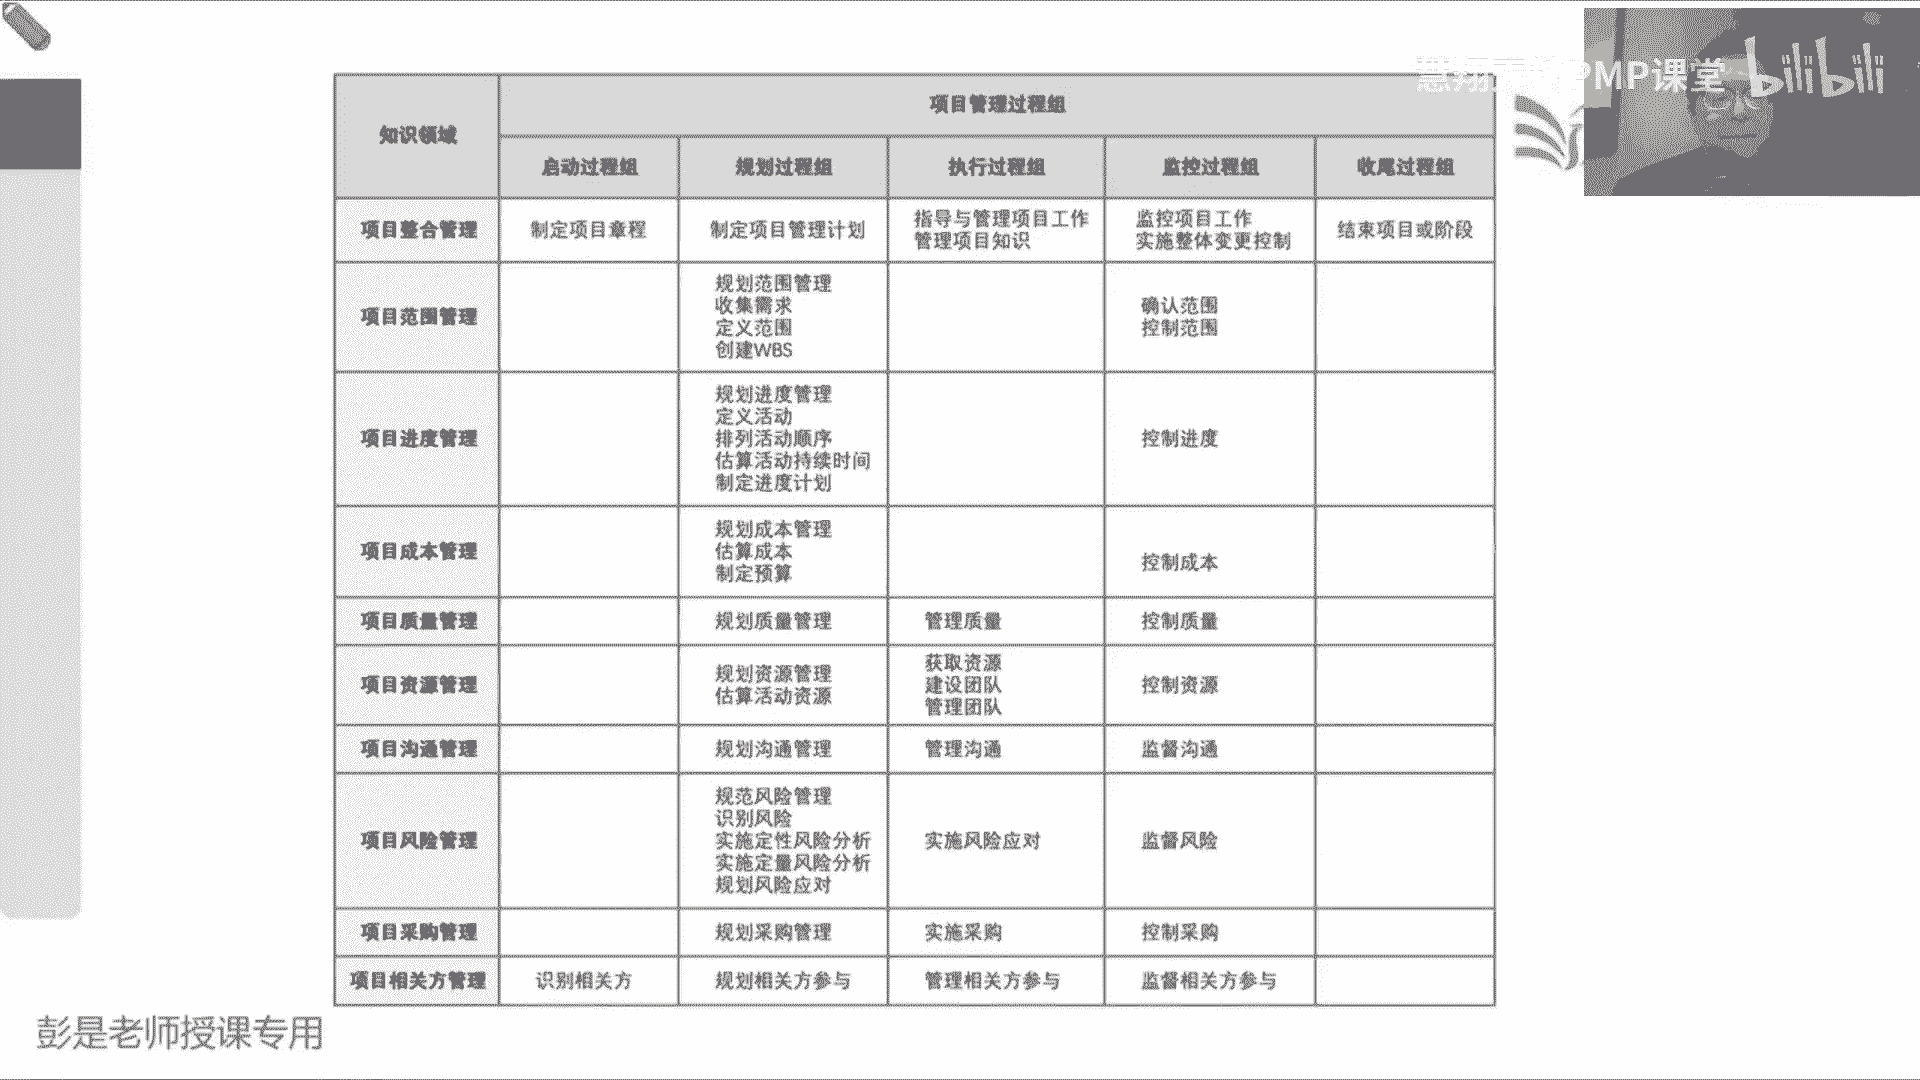 慧翔天地PMP课堂 bilibili
知识领域
项目管理过程组
启动过程组
规划过程组
执行过程组
监控过程组
收尾过程组
项目整合管理
制定项目章程
制定项目管理计划
指导与管理项目工作
管理项目知识
监控项目工作
实施整体变更控制
结束项目或阶段
项目范围管理
规划范围管理
收集需求
定义范围
创建WBS
确认范围
控制范围
项目进度管理
规划进度管理
定义活动
排列活动顺序
估算活动持续时间
制定进度计划
控制进度
项目成本管理
规划成本管理
估算成本
制定预算
控制成本
项目质量管理
规划质量管理
管理质量
控制质量
项目资源管理
规划资源管理
估算活动资源
获取资源
建设团队
管理团队
控制资源
项目沟通管理
规划沟通管理
管理沟通
监督沟通
项目风险管理
规范风险管理
识别风险
实施定性风险分析
实施定量风险分析
规划风险应对
实施风险应对
监督风险
项目采购管理
规划采购管理
实施采购
控制采购
项目相关方管理
识别相关方
规划相关方参与
管理相关方参与
监督相关方参与
彭是老师授课专用